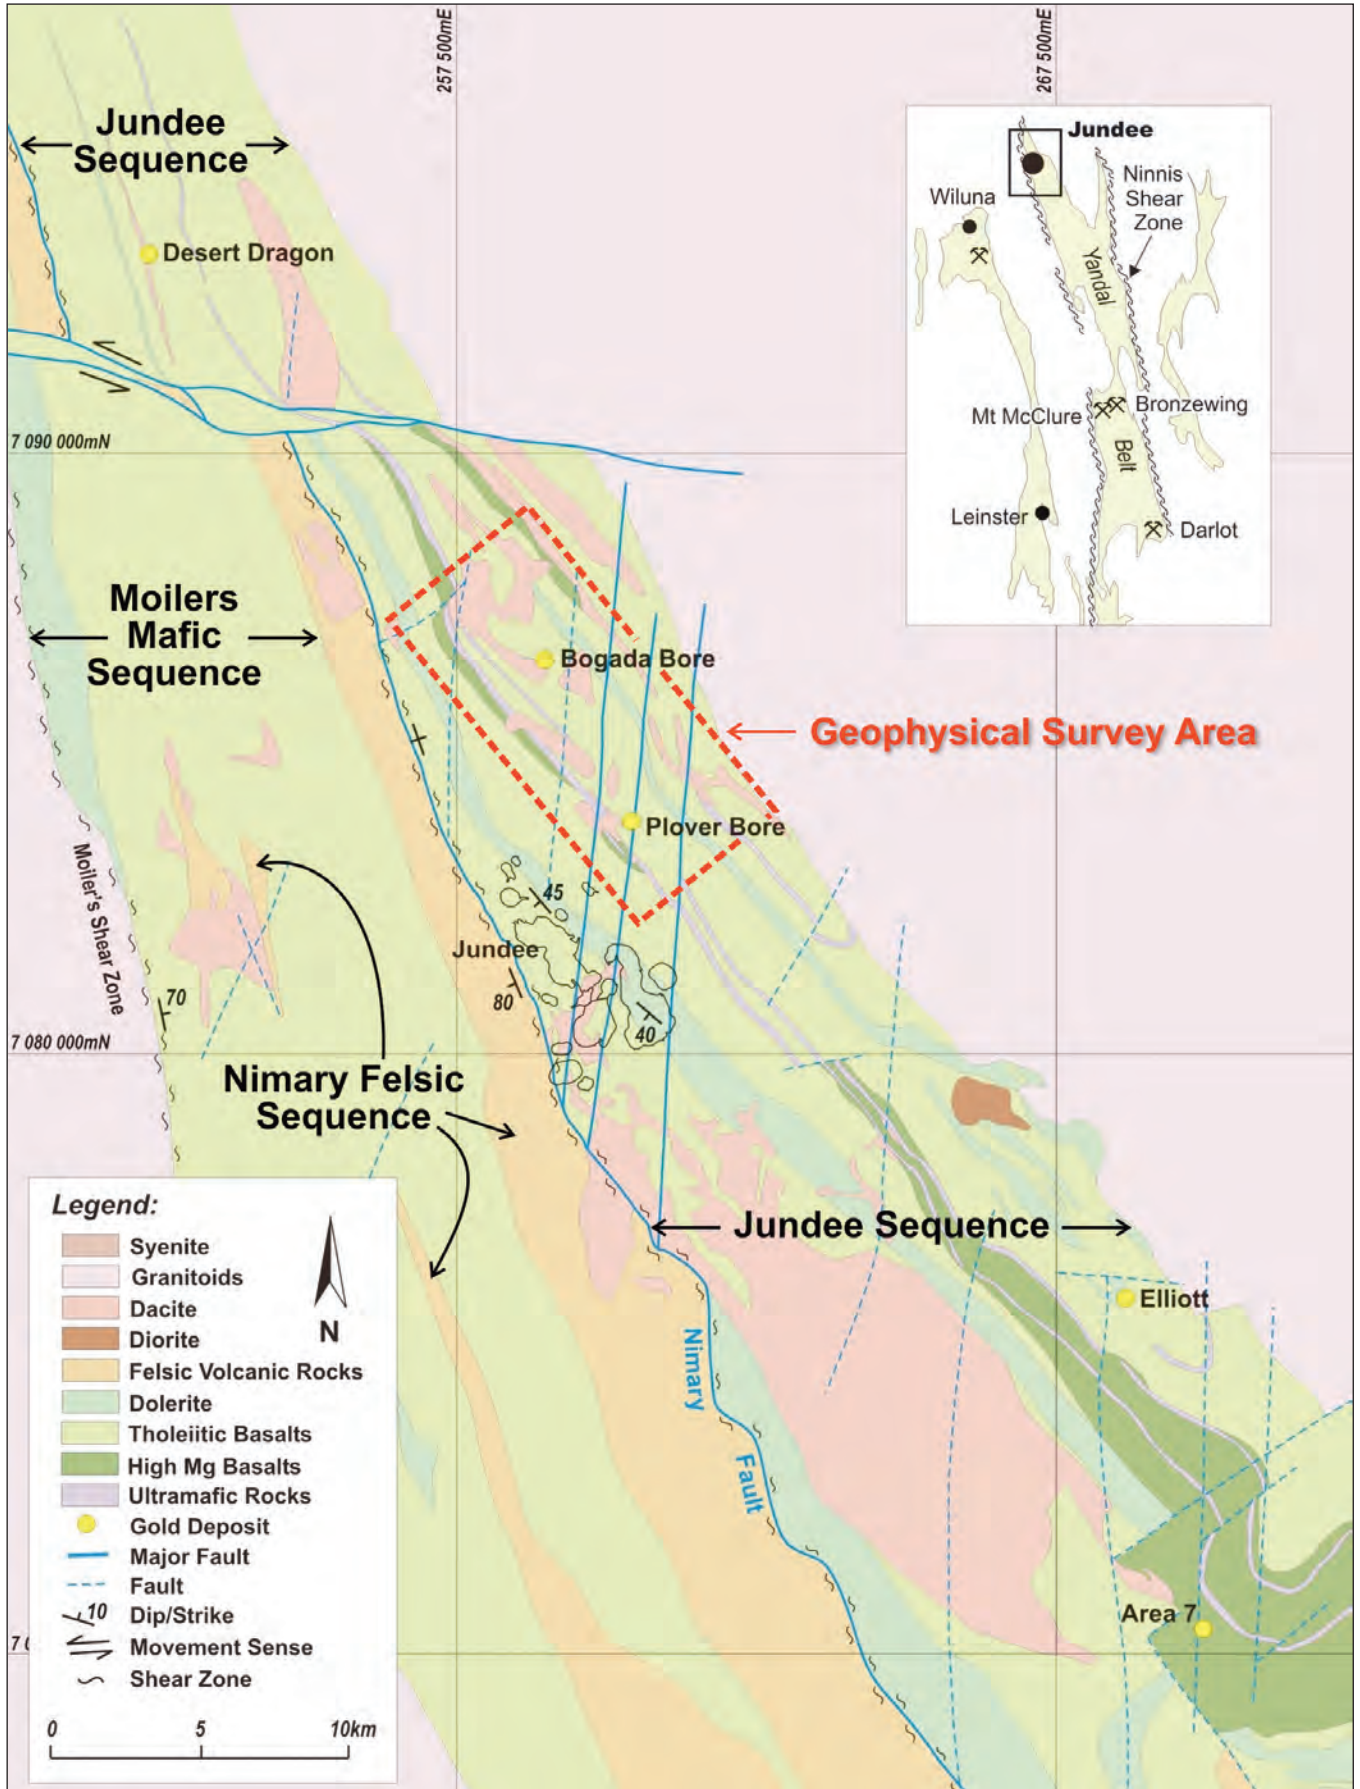 257 500mE
267 500mE
Jundee
Sequence
Desert Dragon
7 090 000mN
Moilers
Mafic
Sequence
Bogada Bore
Geophysical Survey Area
Plover Bore
Moiler's Shear Zone
45
Jundee
80
70
40
7 080 000mN
Nimary Felsic
Sequence
Jundee Sequence
Elliott
Nimary
Fault
Area 7
Jundee
Ninnis
Shear
Zone
Wiluna
Yandal
Mt McClure
Bronzewing
Belt
Leinster
Darlot
Legend:
Syenite
Granitoids
Dacite
Diorite
Felsic Volcanic Rocks
Dolerite
Tholeiitic Basalts
High Mg Basalts
Ultramafic Rocks
Gold Deposit
Major Fault
Fault
10 Dip/Strike
Movement Sense
Shear Zone
N
0 5 10km